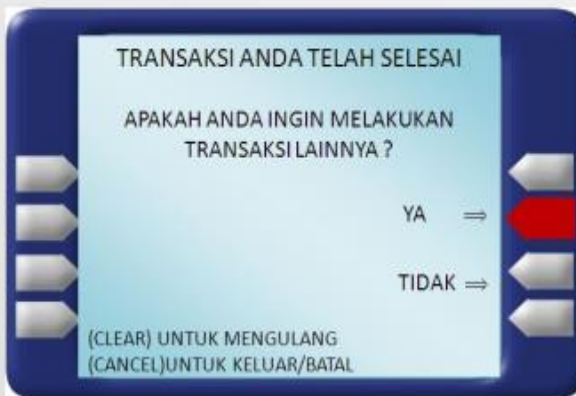 TRANSAKSI ANDA TELAH SELESAI
APAKAH ANDA INGIN MELAKUKAN
TRANSAKSI LAINNYA ?
YA ⇒
TIDAK ⇒
(CLEAR) UNTUK MENGULANG
(CANCEL)UNTUK KELUAR/BATAL